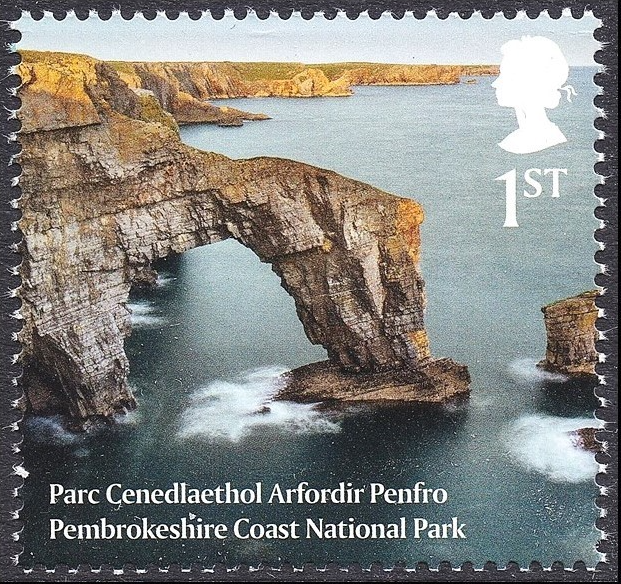 1ST
Parc Cenedlaethol Arfordir Penfro
Pembrokeshire Coast National Park